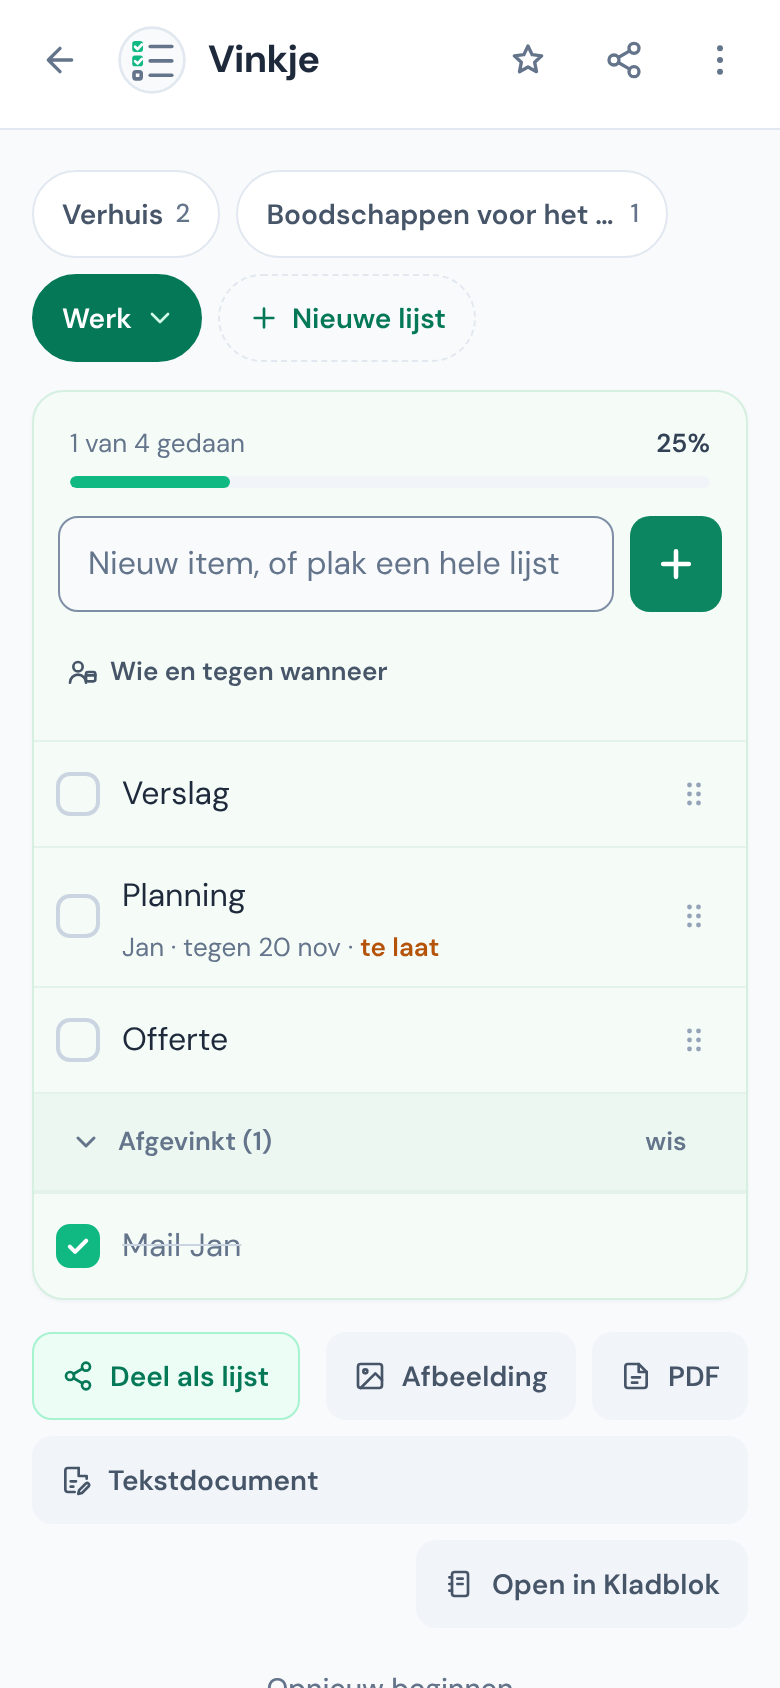 Vinkje
Verhuis 2
Boodschappen voor het ... 1
Werk
Nieuwe lijst
1 van 4 gedaan 25%
Nieuw item, of plak een hele lijst
Wie en tegen wanneer
Verslag
Planning
Jan · tegen 20 nov · te laat
Offerte
Afgevinkt (1) wis
Mail Jan
Deel als lijst
Afbeelding
PDF
Tekstdocument
Open in Kladblok
Opnieuw beginnen